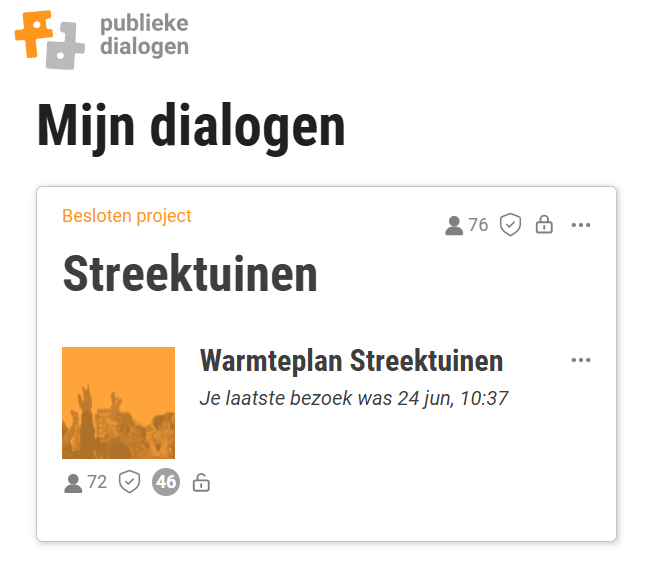 publieke
dialogen
Mijn dialogen
Besloten project
76
Streektuinen
Warmteplan Streektuinen
Je laatste bezoek was 24 jun, 10:37
72
46